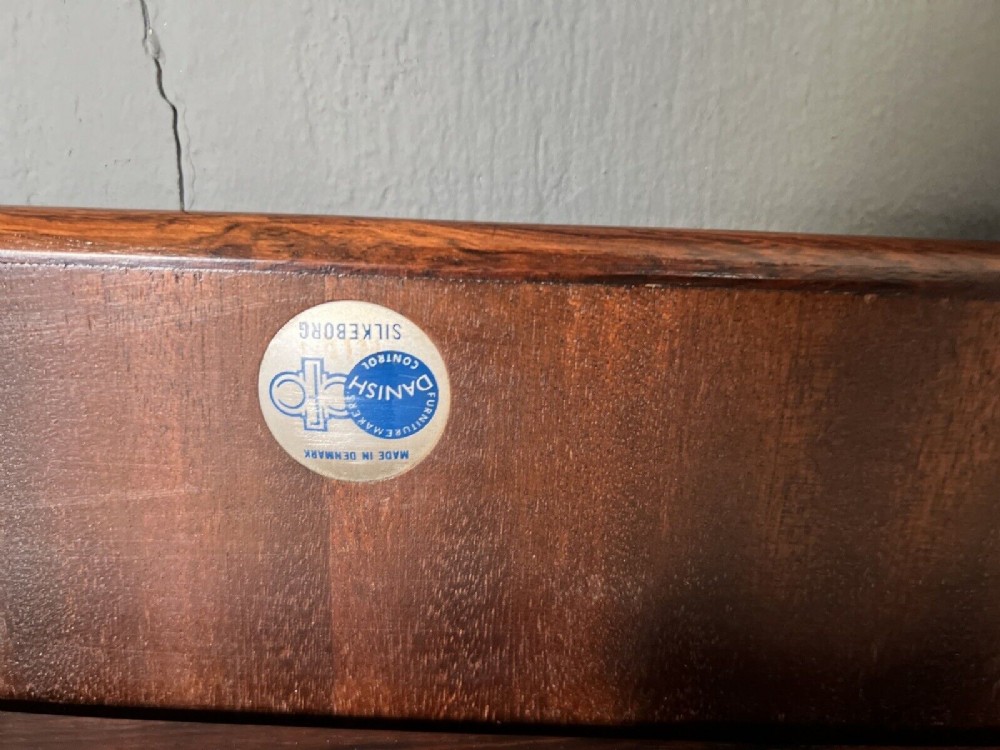 MADE IN DENMARK
FURNITUREMAKERS
DANISH
CONTROL
SILKEBORG